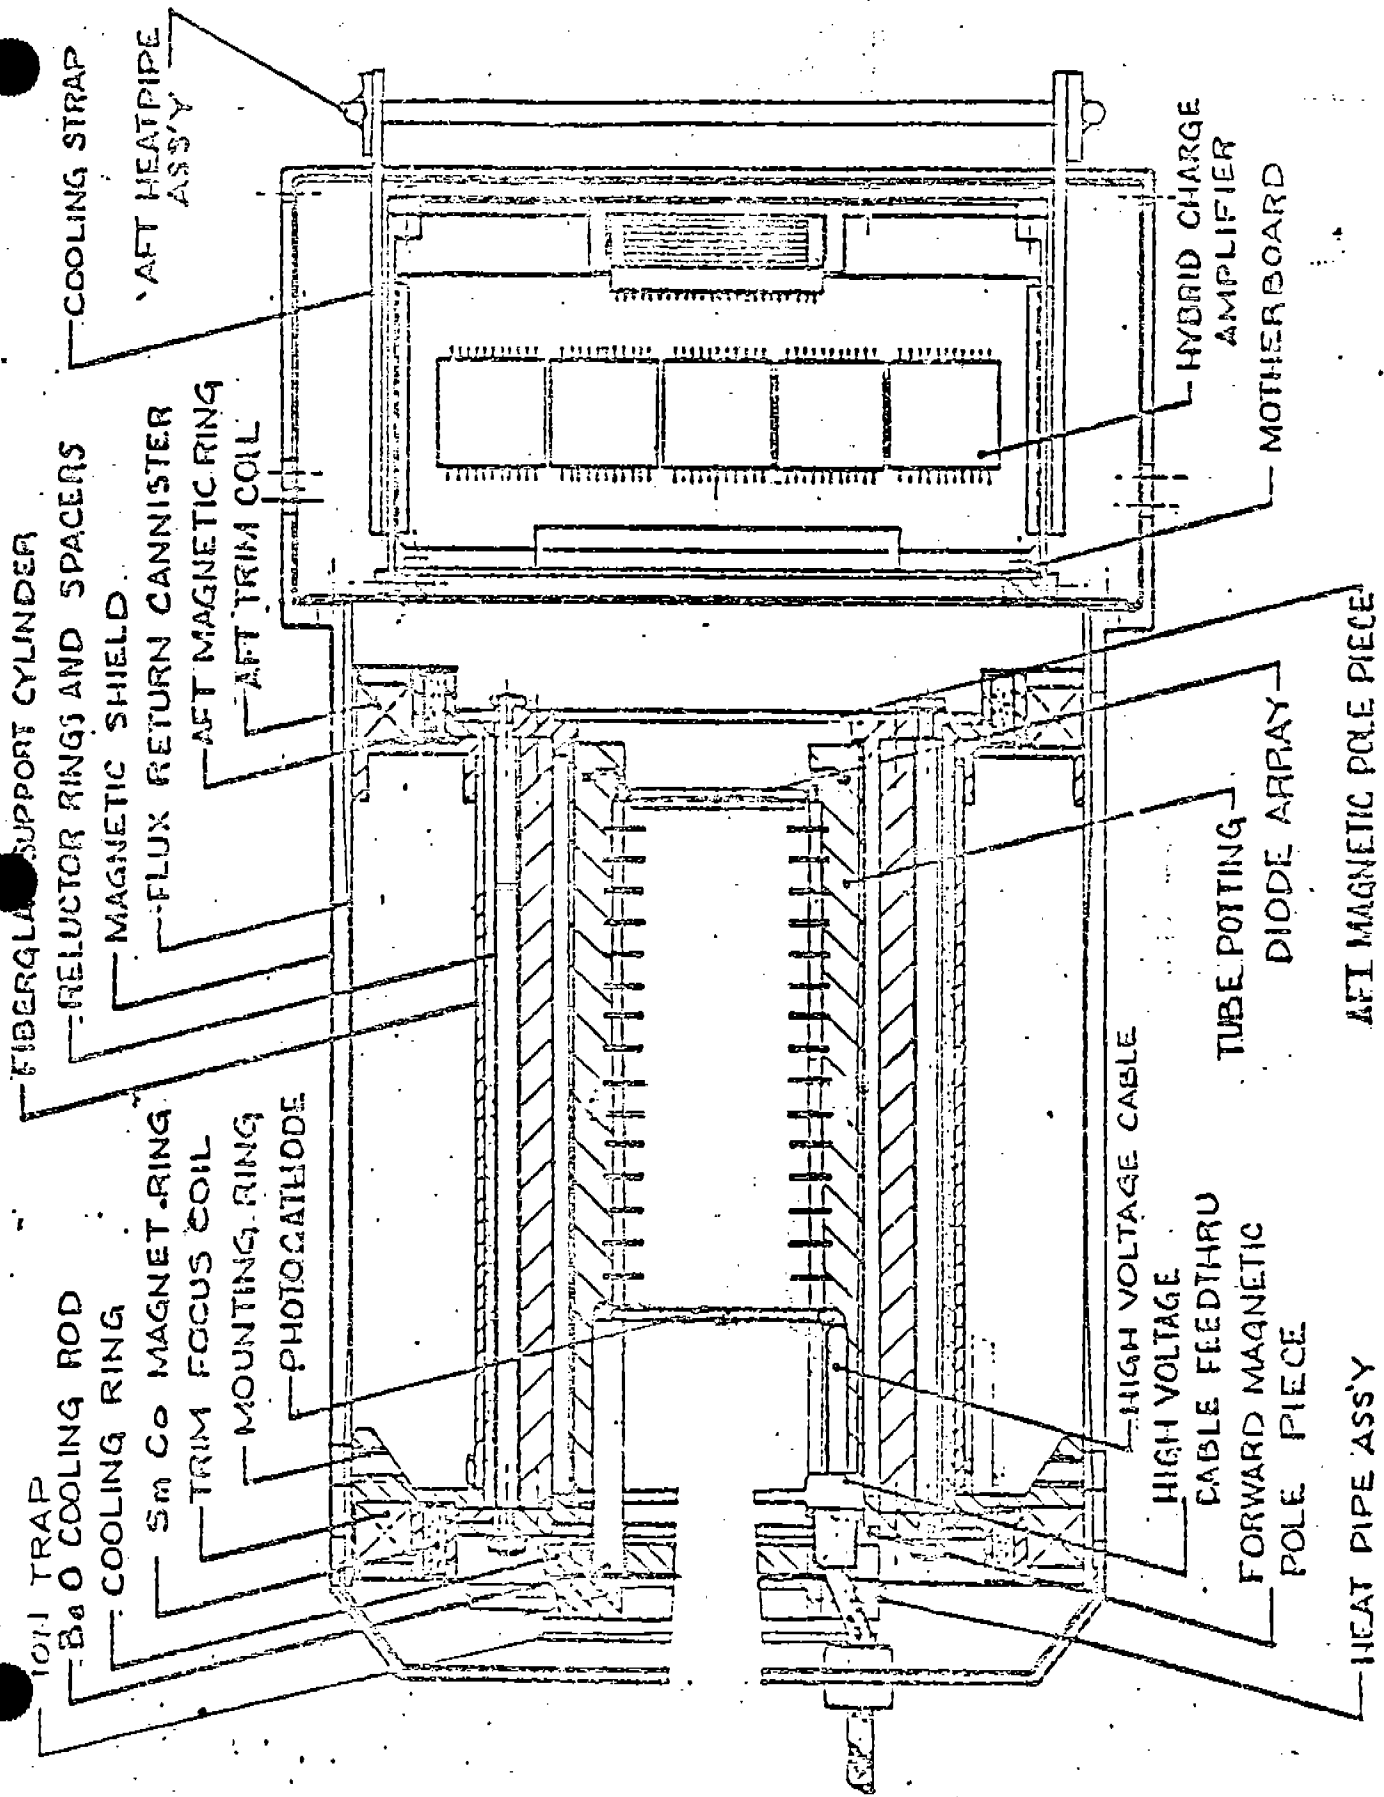 ION TRAP
BeO COOLING ROD
COOLING RING
Sm Co MAGNET RING
TRIM FOCUS COIL
MOUNTING RING
PHOTOCATHODE
FIBERGLASS SUPPORT CYLINDER
RELUCTOR RINGS AND SPACERS
MAGNETIC SHIELD
FLUX RETURN CANNISTER
AFT MAGNETIC RING
AFT TRIM COIL
COOLING STRAP
AFT HEATPIPE
ASS'Y
HIGH VOLTAGE CABLE
HIGH VOLTAGE
CABLE FEEDTHRU
FORWARD MAGNETIC
POLE PIECE
HEAT PIPE ASS'Y
TUBE POTTING
DIODE ARRAY
AFT MAGNETIC POLE PIECE
HYBRID CHARGE
AMPLIFIER
MOTHERBOARD